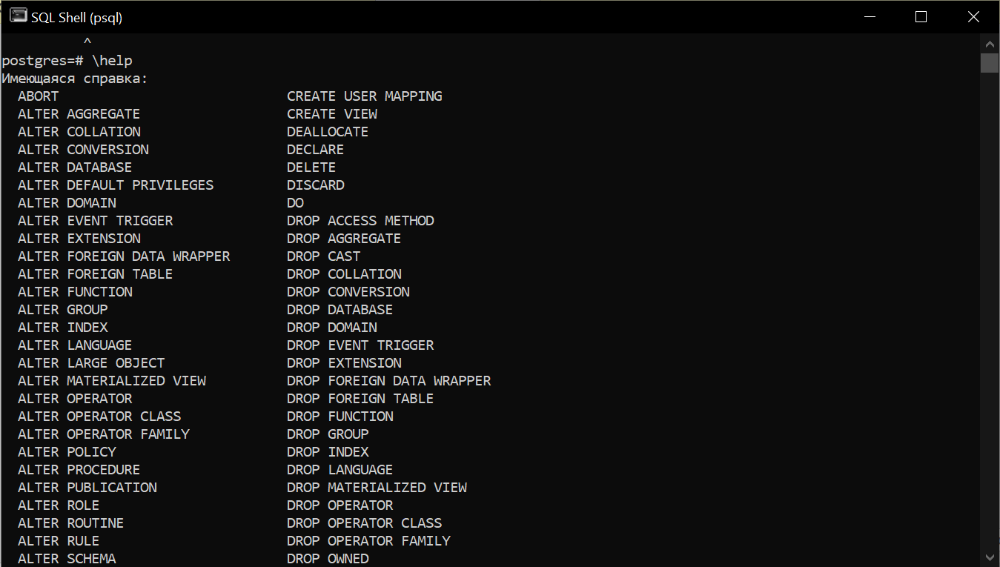 SQL Shell (psql)
^
postgres=# \help
Имеющаяся справка:
ABORT CREATE USER MAPPING
ALTER AGGREGATE CREATE VIEW
ALTER COLLATION DEALLOCATE
ALTER CONVERSION DECLARE
ALTER DATABASE DELETE
ALTER DEFAULT PRIVILEGES DISCARD
ALTER DOMAIN DO
ALTER EVENT TRIGGER DROP ACCESS METHOD
ALTER EXTENSION DROP AGGREGATE
ALTER FOREIGN DATA WRAPPER DROP CAST
ALTER FOREIGN TABLE DROP COLLATION
ALTER FUNCTION DROP CONVERSION
ALTER GROUP DROP DATABASE
ALTER INDEX DROP DOMAIN
ALTER LANGUAGE DROP EVENT TRIGGER
ALTER LARGE OBJECT DROP EXTENSION
ALTER MATERIALIZED VIEW DROP FOREIGN DATA WRAPPER
ALTER OPERATOR DROP FOREIGN TABLE
ALTER OPERATOR CLASS DROP FUNCTION
ALTER OPERATOR FAMILY DROP GROUP
ALTER POLICY DROP INDEX
ALTER PROCEDURE DROP LANGUAGE
ALTER PUBLICATION DROP MATERIALIZED VIEW
ALTER ROLE DROP OPERATOR
ALTER ROUTINE DROP OPERATOR CLASS
ALTER RULE DROP OPERATOR FAMILY
ALTER SCHEMA DROP OWNED